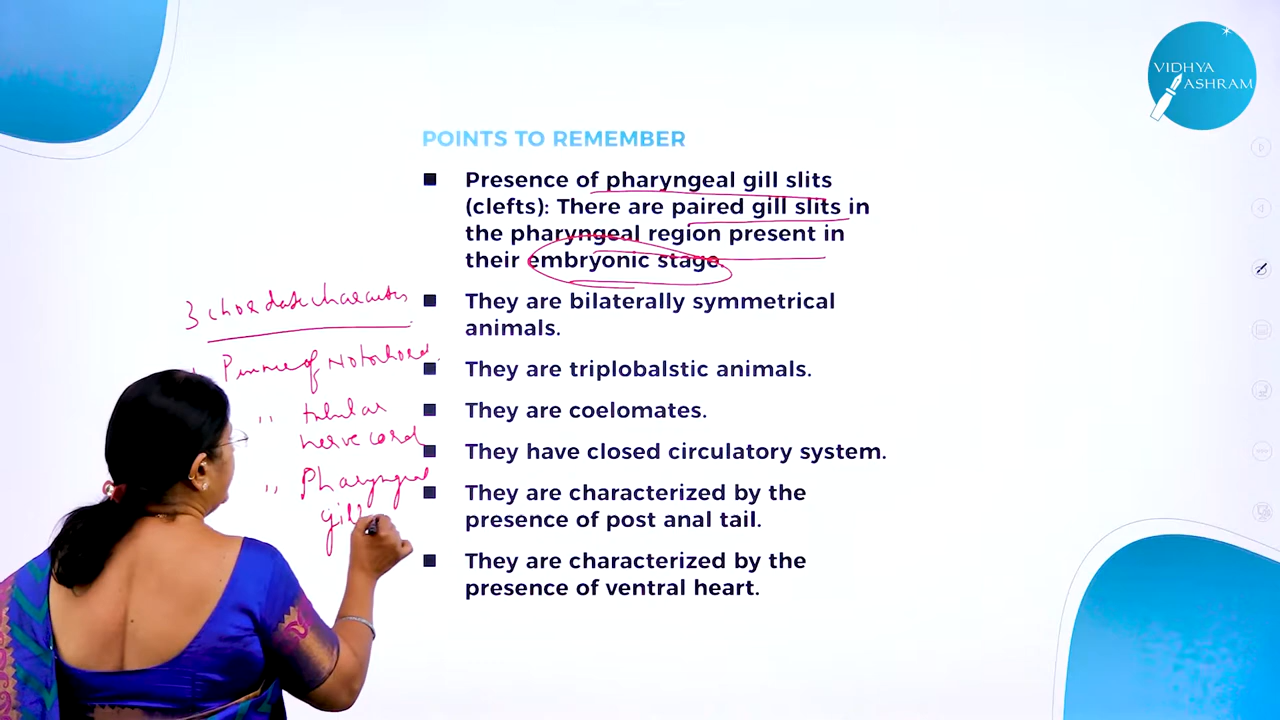 VIDHYA
ASHRAM
POINTS TO REMEMBER
Presence of pharyngeal gill slits
(clefts): There are paired gill slits in
the pharyngeal region present in
their embryonic stage.
They are bilaterally symmetrical
animals.
They are triplobalstic animals.
They are coelomates.
They have closed circulatory system.
They are characterized by the
presence of post anal tail.
They are characterized by the
presence of ventral heart.
3 chordate characters
of Notochord
" tubular
nerve cord
" Pharyngeal
gill